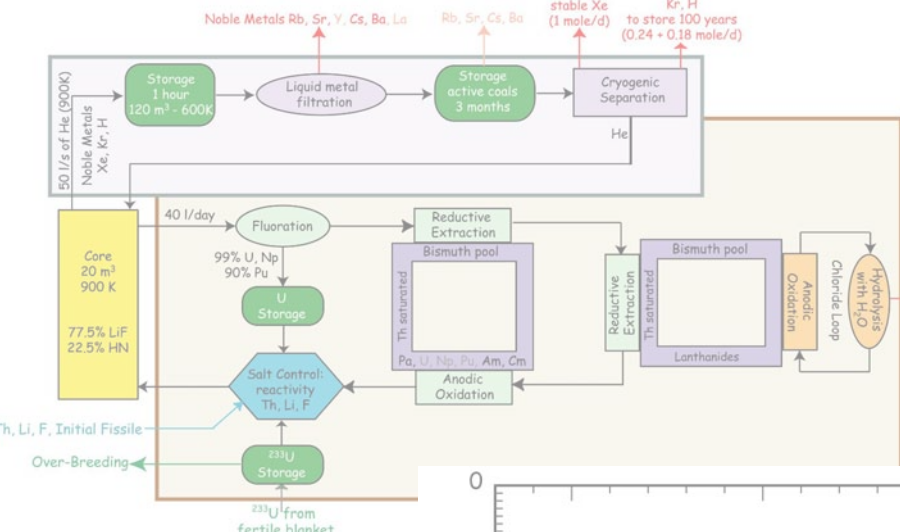 Noble Metals Rb, Sr, Y, Cs, Ba, La
Rb, Sr, Cs, Ba
stable Xe
(1 mole/d)
Kr, H
to store 100 years
(0.24 + 0.18 mole/d)
50 l/s of He (900K)
Noble Metals
Xe, Kr, H
Storage
1 hour
120 m³ - 600K
Liquid metal
filtration
Storage
active coals
3 months
Cryogenic
Separation
He
Core
20 m³
900 K
77.5% LiF
22.5% HN
40 l/day
Fluoration
99% U, Np
90% Pu
U
Storage
Salt Control:
reactivity
Th, Li, F
Reductive
Extraction
Bismuth pool
Th saturated
Pa, U, Np, Pu, Am, Cm
Anodic
Oxidation
Reductive
Extraction
Bismuth pool
Th saturated
Lanthanides
Anodic
Oxidation
Chloride Loop
Hydrolysis
with H₂O
Th, Li, F, Initial Fissile
Over-Breeding
²³³U
Storage
²³³U from
fertile blanket
0